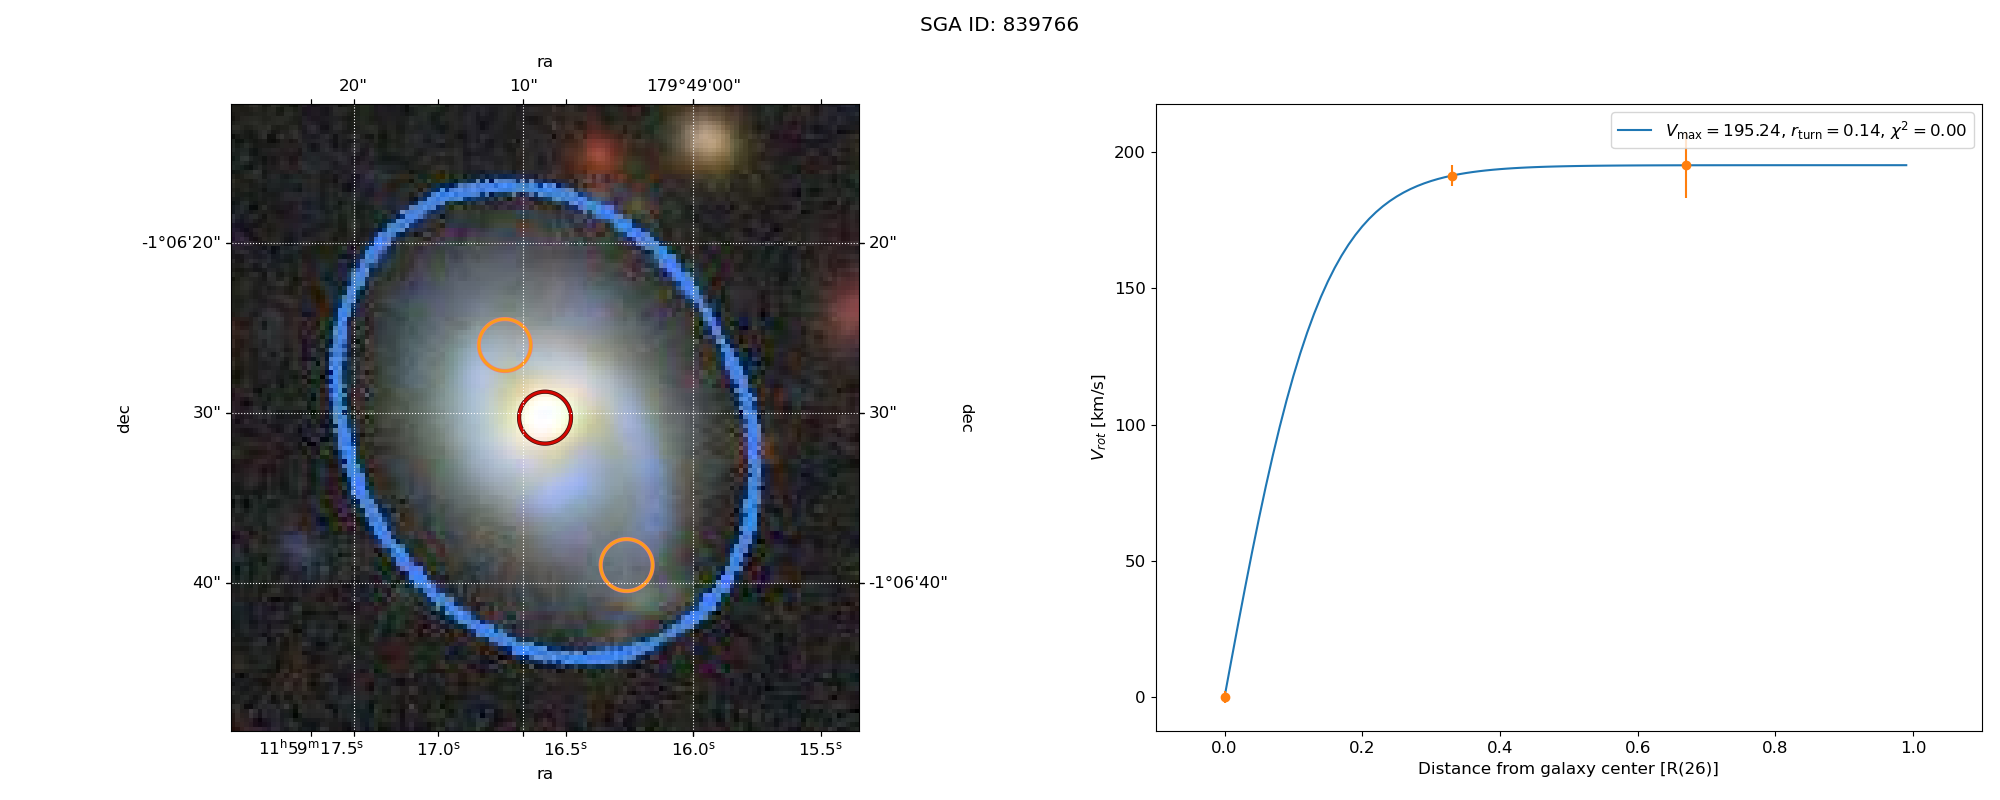 SGA ID: 839766
ra
20" 10" 179°49'00"
-1°06'20" 20"
dec 30" 30" dec
40" -1°06'40"
11h59m17.5s 17.0s 16.5s 16.0s 15.5s
ra
Vmax = 195.24, rturn = 0.14, χ² = 0.00
200
150
Vrot [km/s]
100
50
0
0.0 0.2 0.4 0.6 0.8 1.0
Distance from galaxy center [R(26)]